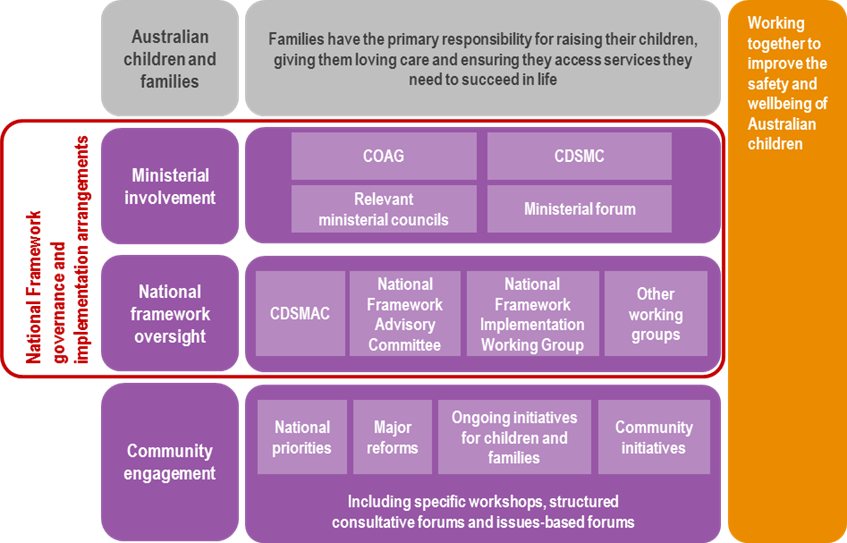 Australian
children and
families
Families have the primary responsibility for raising their children,
giving them loving care and ensuring they access services they
need to succeed in life
Working
together to
improve the
safety and
wellbeing of
Australian
children
National Framework
governance and
implementation arrangements
Ministerial
involvement
COAG
CDSMC
Relevant
ministerial councils
Ministerial forum
National
framework
oversight
CDSMAC
National
Framework
Advisory
Committee
National
Framework
Implementation
Working Group
Other
working
groups
Community
engagement
National
priorities
Major
reforms
Ongoing initiatives
for children and
families
Community
initiatives
Including specific workshops, structured
consultative forums and issues-based forums